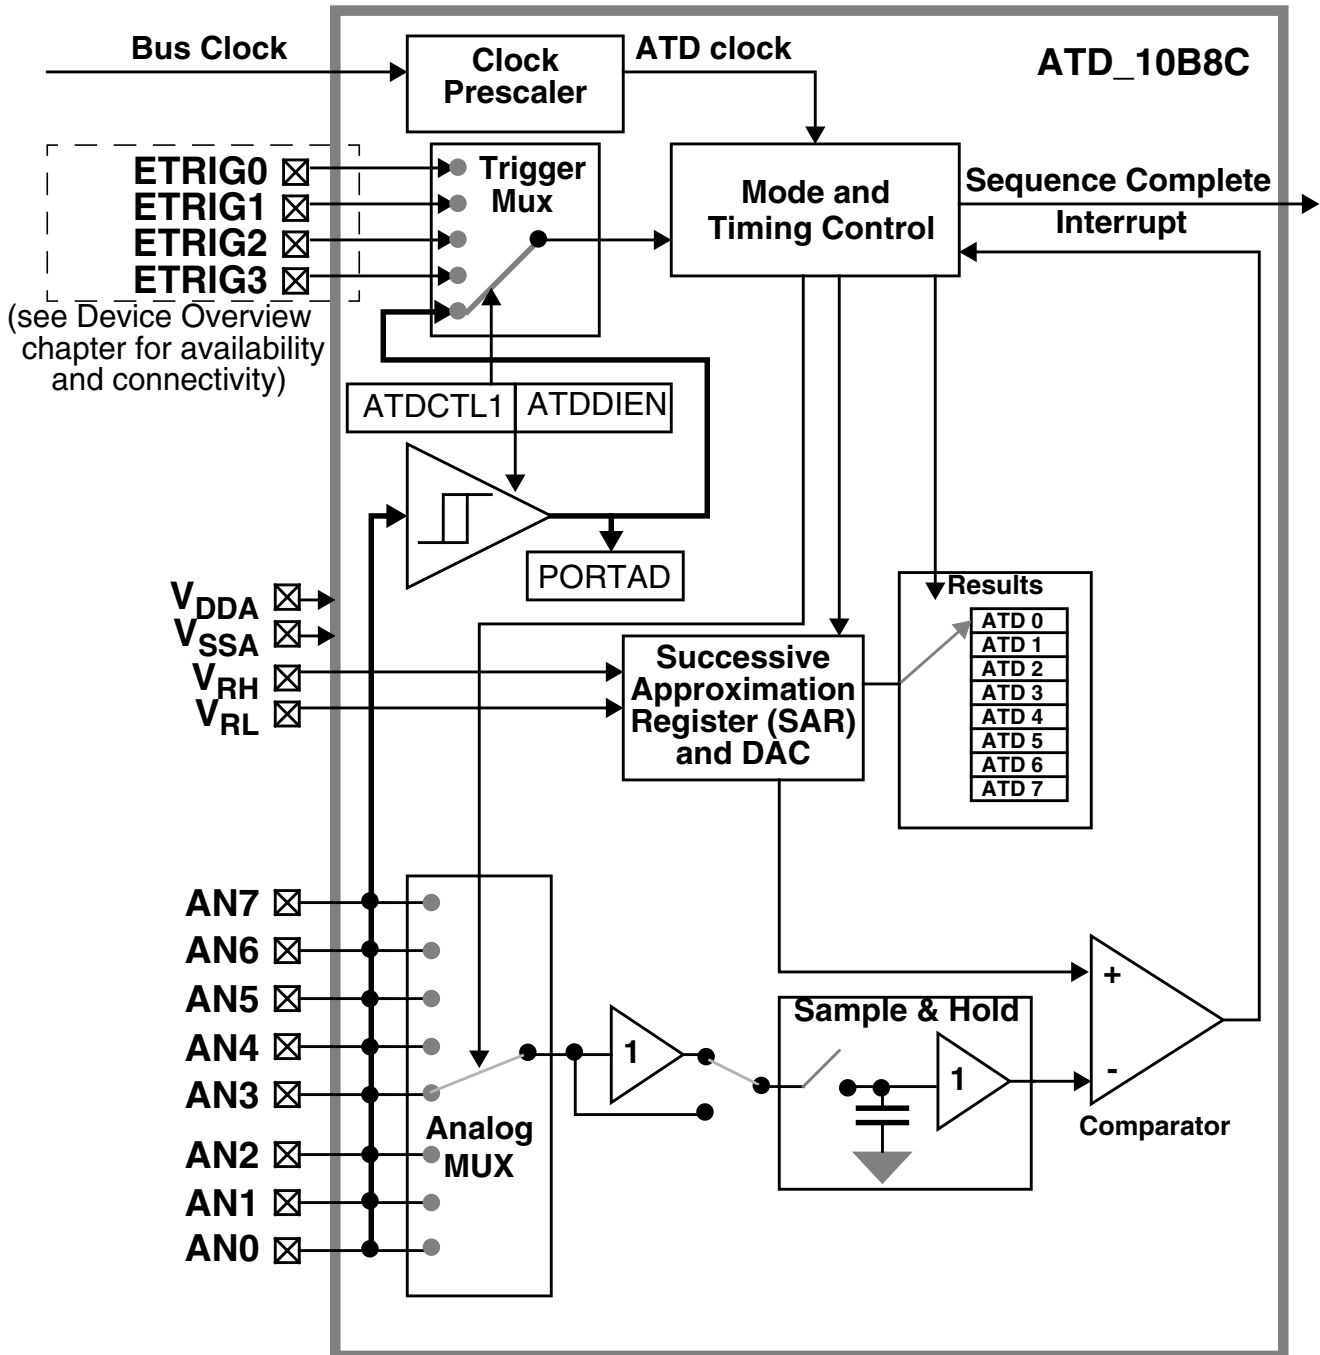 Bus Clock
Clock
Prescaler
ATD clock
ATD_10B8C
ETRIG0
ETRIG1
ETRIG2
ETRIG3
(see Device Overview
chapter for availability
and connectivity)
Trigger
Mux
Mode and
Timing Control
Sequence Complete
Interrupt
ATDCTL1
ATDDIEN
PORTAD
VDDA
VSSA
VRH
VRL
Successive
Approximation
Register (SAR)
and DAC
Results
ATD 0
ATD 1
ATD 2
ATD 3
ATD 4
ATD 5
ATD 6
ATD 7
AN7
AN6
AN5
AN4
AN3
AN2
AN1
AN0
Analog
MUX
1
Sample & Hold
1
+
-
Comparator